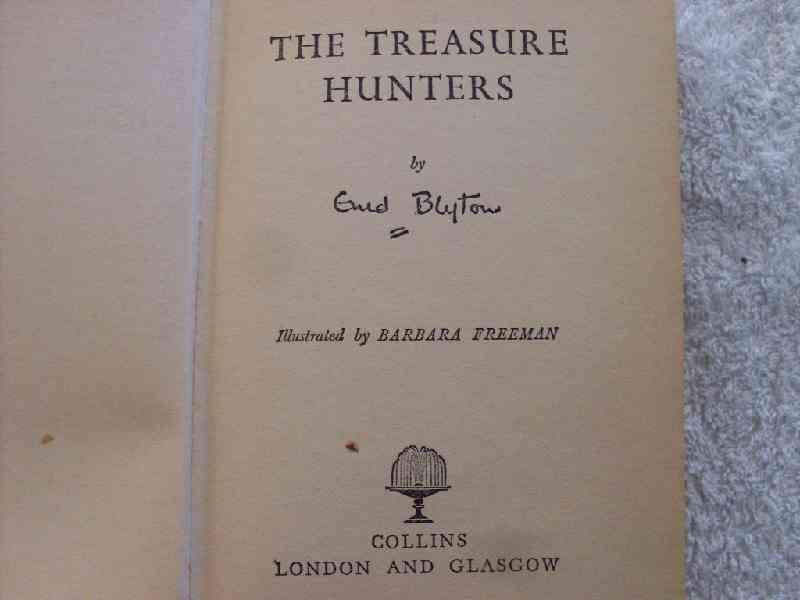 THE TREASURE
HUNTERS
by
Enid Blyton
Illustrated by BARBARA FREEMAN
COLLINS
LONDON AND GLASGOW